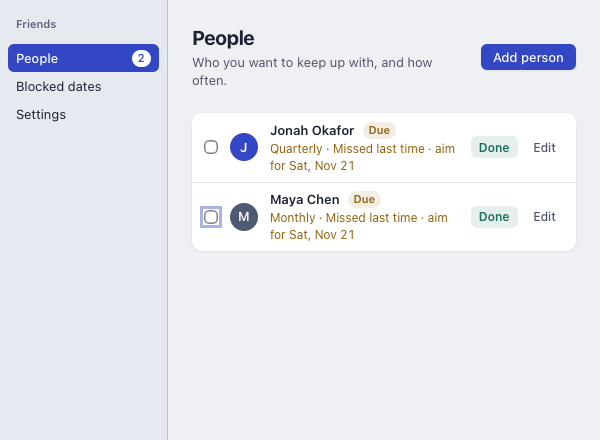 Friends
People 2
Blocked dates
Settings
People
Who you want to keep up with, and how
often.
Add person
J Jonah Okafor Due
Quarterly · Missed last time · aim
for Sat, Nov 21
Done Edit
M Maya Chen Due
Monthly · Missed last time · aim
for Sat, Nov 21
Done Edit